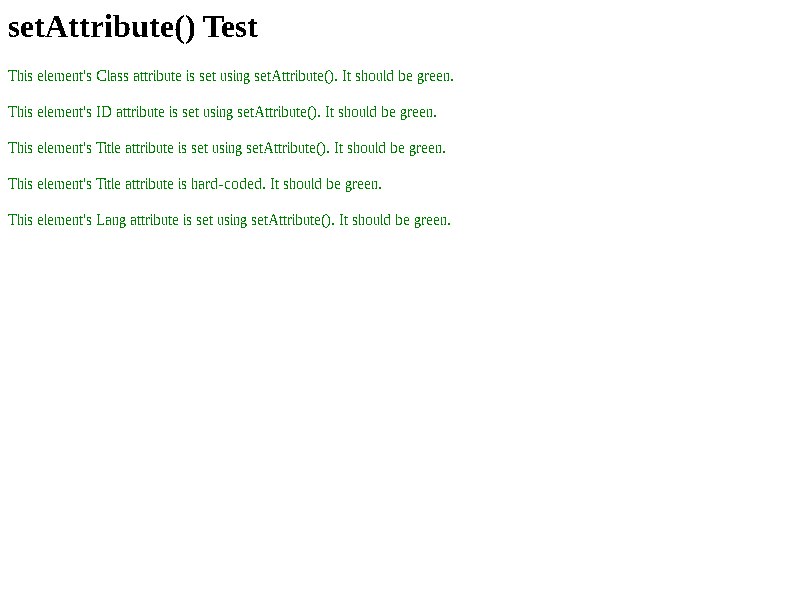 setAttribute() Test
This element's Class attribute is set using setAttribute(). It should be green.
This element's ID attribute is set using setAttribute(). It should be green.
This element's Title attribute is set using setAttribute(). It should be green.
This element's Title attribute is hard-coded. It should be green.
This element's Lang attribute is set using setAttribute(). It should be green.